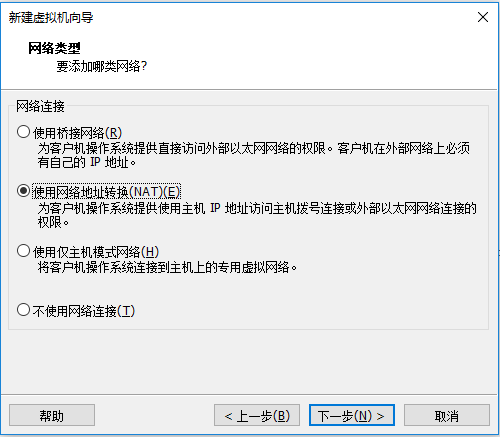 新建虚拟机向导
网络类型
要添加哪类网络?
网络连接
使用桥接网络(R)
为客户机操作系统提供直接访问外部以太网网络的权限。客户机在外部网络上必须
有自己的 IP 地址。
使用网络地址转换(NAT)(E)
为客户机操作系统提供使用主机 IP 地址访问主机拨号连接或外部以太网网络连接的
权限。
使用仅主机模式网络(H)
将客户机操作系统连接到主机上的专用虚拟网络。
不使用网络连接(T)
帮助
< 上一步(B)
下一步(N) >
取消